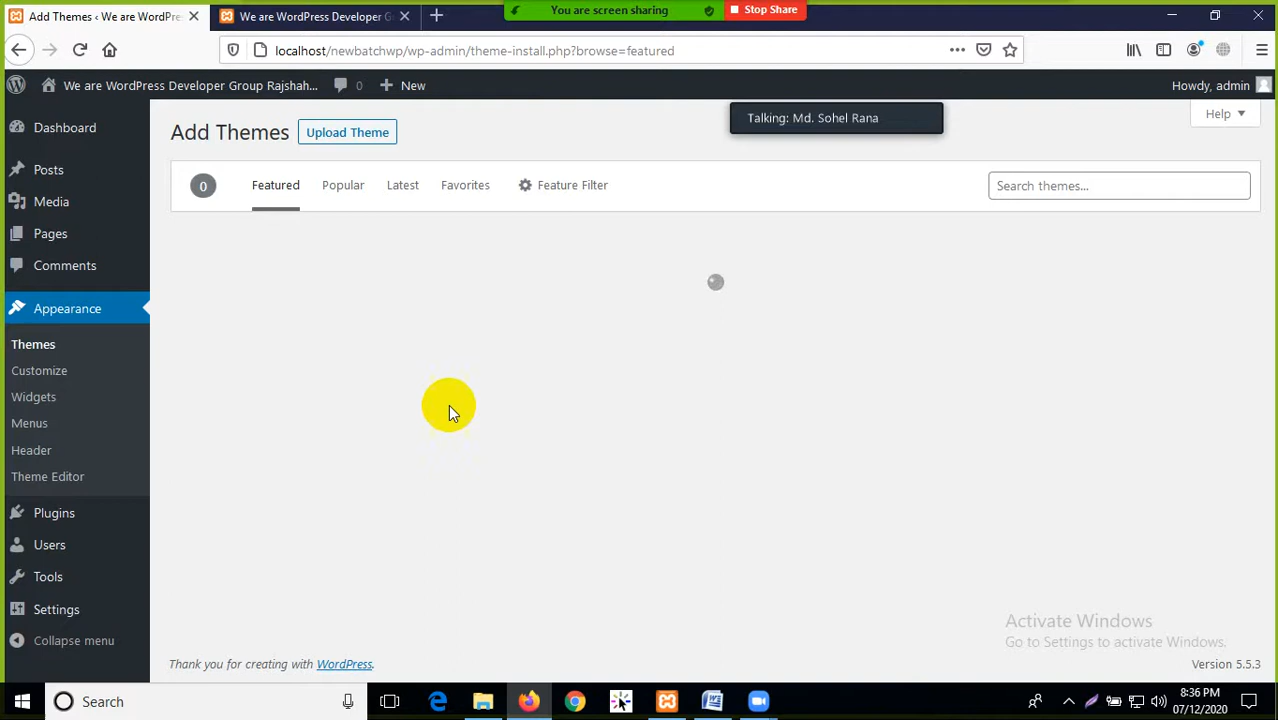 Add Themes ‹ We are WordPres
We are WordPress Developer G
You are screen sharing
Stop Share
localhost/newbatchwp/wp-admin/theme-install.php?browse=featured
We are WordPress Developer Group Rajshah...
0
New
Howdy, admin
Dashboard
Posts
Media
Pages
Comments
Appearance
Themes
Customize
Widgets
Menus
Header
Theme Editor
Plugins
Users
Tools
Settings
Collapse menu
Add Themes
Upload Theme
Talking: Md. Sohel Rana
Help
0
Featured
Popular
Latest
Favorites
Feature Filter
Search themes...
Activate Windows
Go to Settings to activate Windows.
Thank you for creating with WordPress.
Version 5.5.3
Search
8:36 PM
07/12/2020